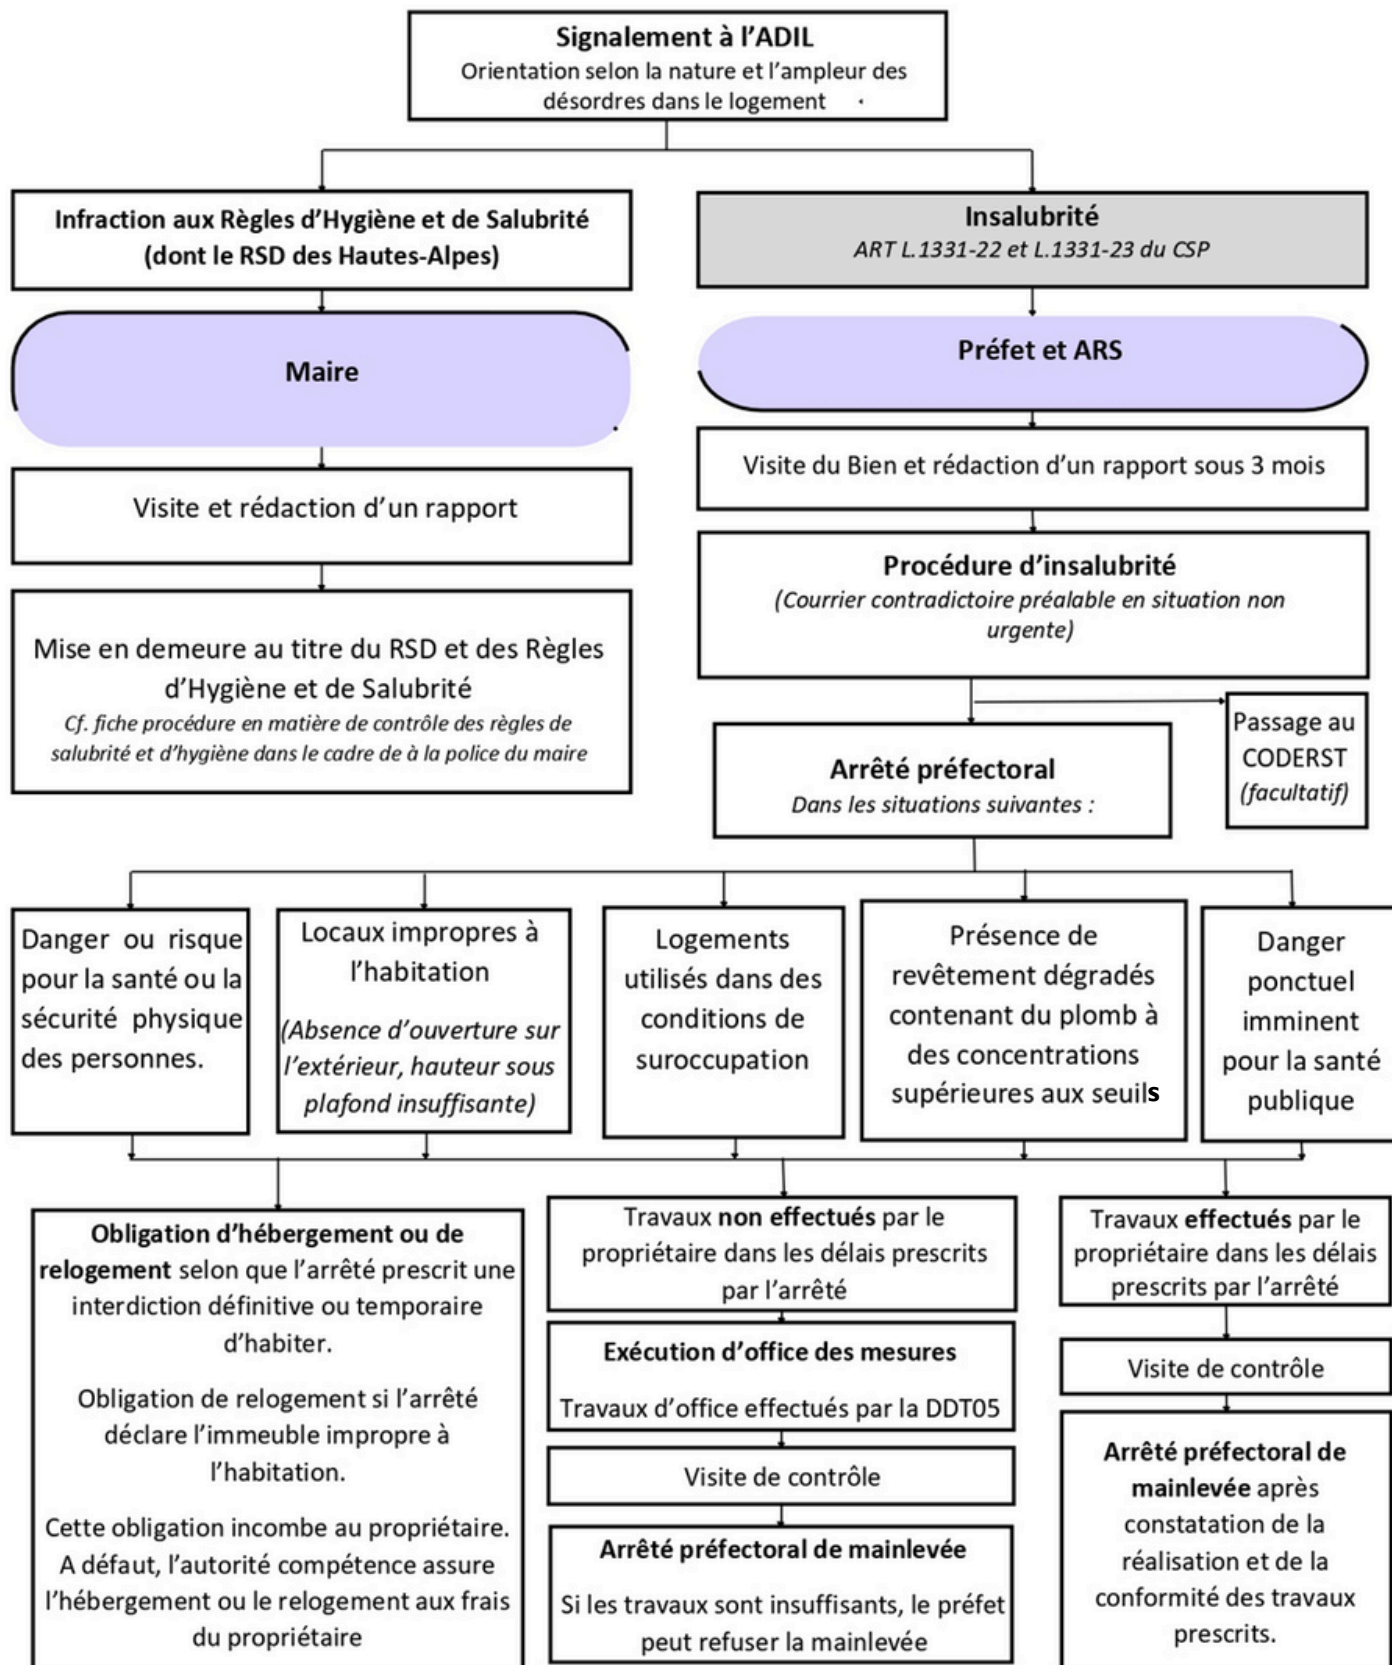 Signalement à l’ADIL
Orientation selon la nature et l’ampleur des
désordres dans le logement
Infraction aux Règles d’Hygiène et de Salubrité
(dont le RSD des Hautes-Alpes)
Insalubrité
ART L.1331-22 et L.1331-23 du CSP
Maire
Préfet et ARS
Visite et rédaction d’un rapport
Visite du Bien et rédaction d’un rapport sous 3 mois
Mise en demeure au titre du RSD et des Règles
d’Hygiène et de Salubrité
Cf. fiche procédure en matière de contrôle des règles de
salubrité et d’hygiène dans le cadre de à la police du maire
Procédure d’insalubrité
(Courrier contradictoire préalable en situation non
urgente)
Passage au
CODERST
(facultatif)
Arrêté préfectoral
Dans les situations suivantes :
Danger ou risque
pour la santé ou la
sécurité physique
des personnes.
Locaux impropres à
l’habitation
(Absence d’ouverture sur
l’extérieur, hauteur sous
plafond insuffisante)
Logements
utilisés dans des
conditions de
suroccupation
Présence de
revêtement dégradés
contenant du plomb à
des concentrations
supérieures aux seuils
Danger
ponctuel
imminent
pour la santé
publique
Obligation d’hébergement ou de
relogement selon que l’arrêté prescrit une
interdiction définitive ou temporaire
d’habiter.
Obligation de relogement si l’arrêté
déclare l’immeuble impropre à
l’habitation.
Cette obligation incombe au propriétaire.
A défaut, l’autorité compétence assure
l’hébergement ou le relogement aux frais
du propriétaire
Travaux non effectués par le
propriétaire dans les délais prescrits
par l’arrêté
Exécution d’office des mesures
Travaux d’office effectués par la DDT05
Visite de contrôle
Arrêté préfectoral de mainlevée
Si les travaux sont insuffisants, le préfet
peut refuser la mainlevée
Travaux effectués par le
propriétaire dans les délais
prescrits par l’arrêté
Visite de contrôle
Arrêté préfectoral de
mainlevée après
constatation de la
réalisation et de la
conformité des travaux
prescrits.